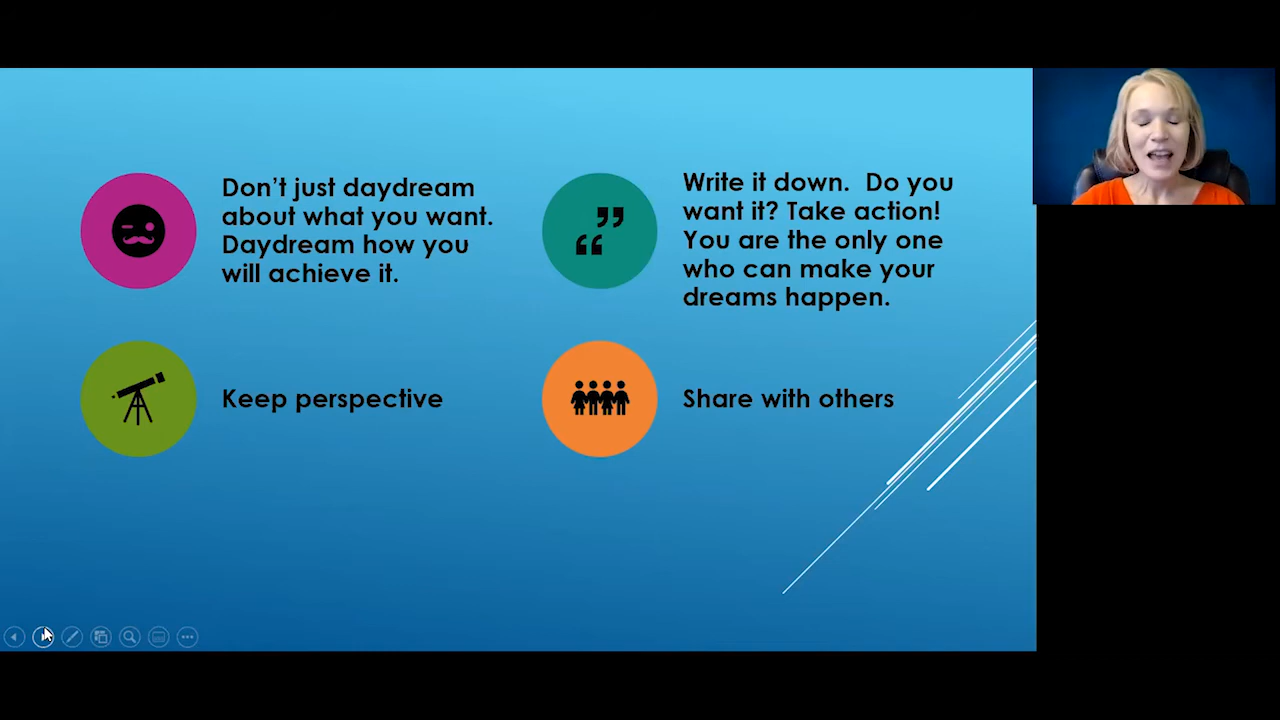 Don't just daydream
about what you want.
Daydream how you
will achieve it.
Write it down.  Do you
want it? Take action!
You are the only one
who can make your
dreams happen.
Keep perspective
Share with others